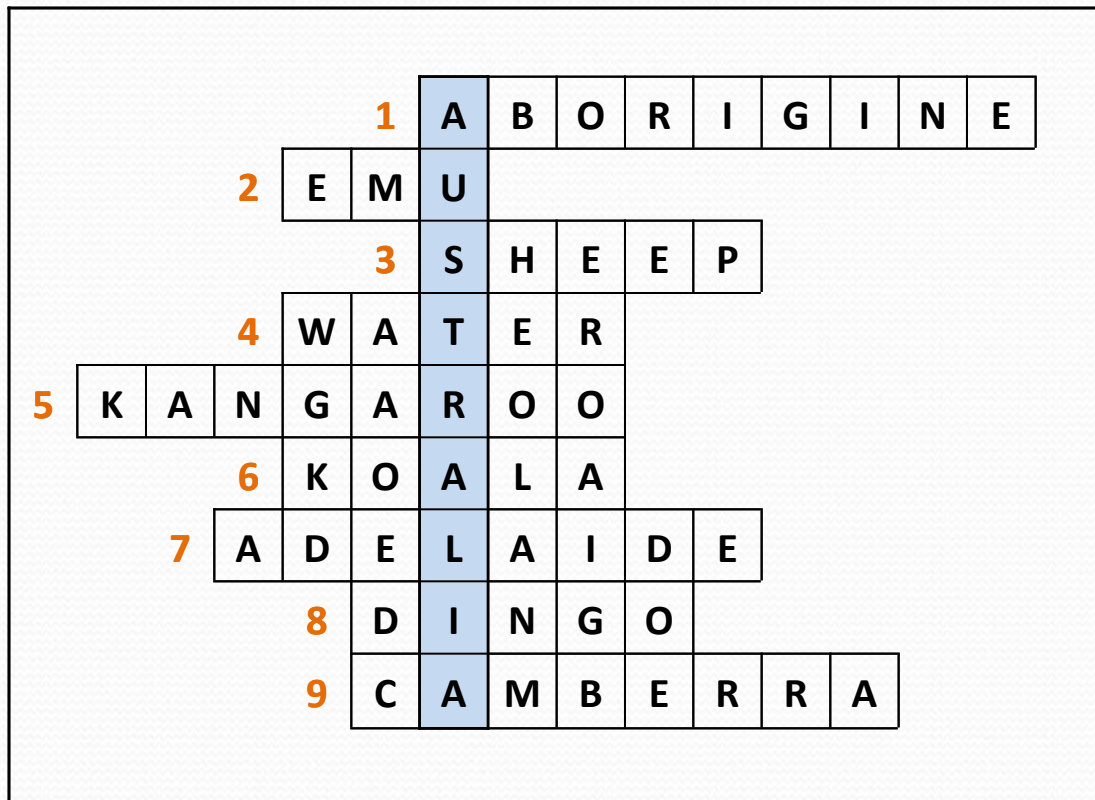 1 ABORIGINE
2 EMU
3 SHEEP
4 WATER
5 KANGAROO
6 KOALA
7 ADELAIDE
8 DINGO
9 CAMBERRA